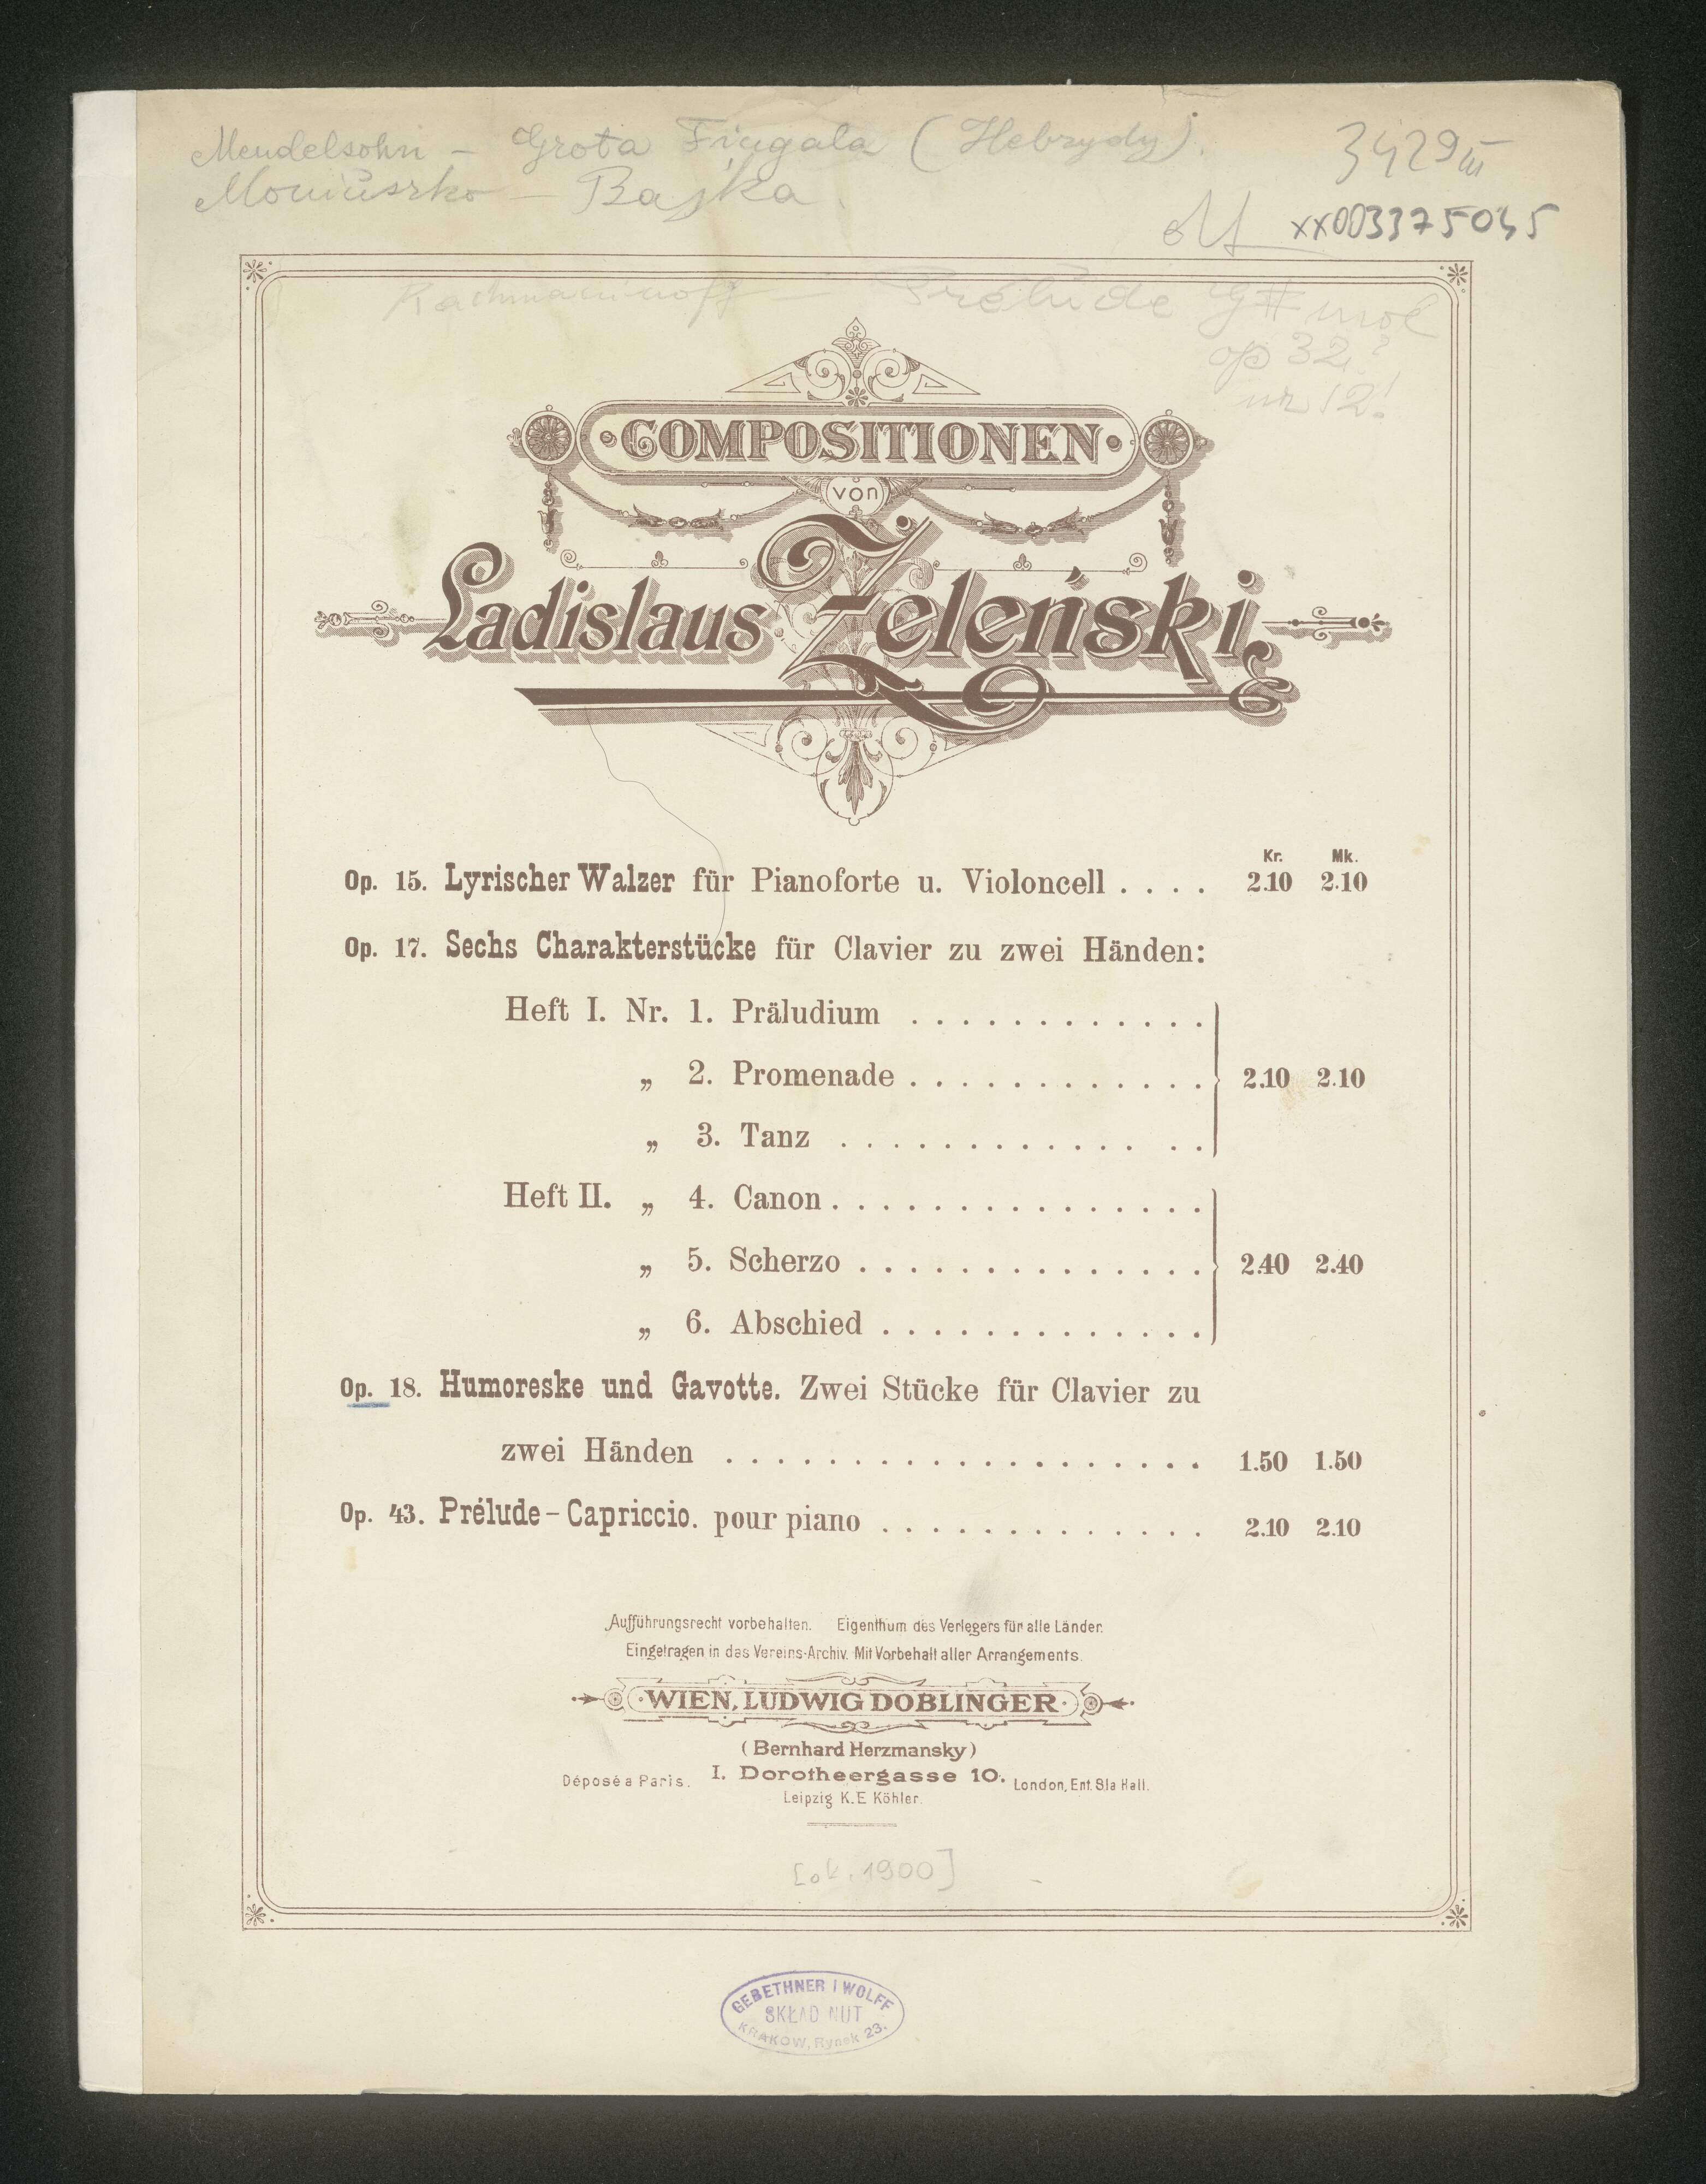 Mendelsohn – Grota Fingala (Hebrydy).
Moniuszko – Bajka.
3429 III
M xx003375045
Rachmaninoff — Prélude G# mol
op 32 ?
nr 12!
COMPOSITIONEN
von
Ladislaus Żeleński
Kr. Mk.
Op. 15. Lyrischer Walzer für Pianoforte u. Violoncell . . . . 2.10 2.10
Op. 17. Sechs Charakterstücke für Clavier zu zwei Händen:
Heft I. Nr. 1. Präludium . . . . . . . . . . . .
„ 2. Promenade . . . . . . . . . . . . 2.10 2.10
„ 3. Tanz . . . . . . . . . . . . . .
Heft II. „ 4. Canon . . . . . . . . . . . . . . .
„ 5. Scherzo . . . . . . . . . . . . . . 2.40 2.40
„ 6. Abschied . . . . . . . . . . . . .
Op. 18. Humoreske und Gavotte. Zwei Stücke für Clavier zu
zwei Händen . . . . . . . . . . . . . . . . . . . 1.50 1.50
Op. 43. Prélude-Capriccio. pour piano . . . . . . . . . . . . . 2.10 2.10
Aufführungsrecht vorbehalten. Eigenthum des Verlegers für alle Länder.
Eingetragen in das Vereins-Archiv. Mit Vorbehalt aller Arrangements.
WIEN, LUDWIG DOBLINGER
(Bernhard Herzmansky)
Déposé a Paris. I. Dorotheergasse 10. London, Ent. Sta Hall.
Leipzig K.E Köhler.
[ok. 1900]
GEBETHNER I WOLFF
SKŁAD NUT
KRAKOW, Rynek 23.